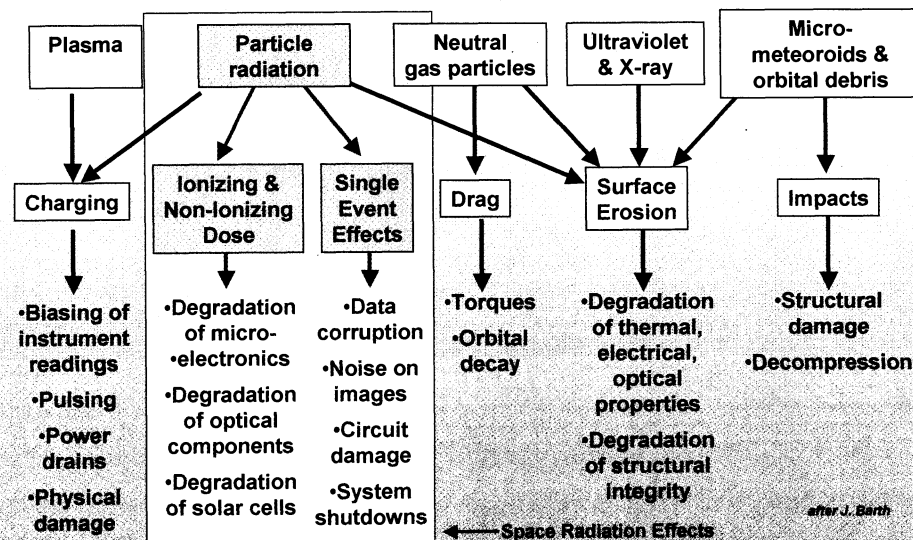 Plasma
Particle
radiation
Neutral
gas particles
Ultraviolet
& X-ray
Micro-
meteoroids &
orbital debris
Charging
Ionizing &
Non-Ionizing
Dose
Single
Event
Effects
Drag
Surface
Erosion
Impacts
•Biasing of
instrument
readings
•Pulsing
•Power
drains
•Physical
damage
•Degradation
of micro-
•electronics
•Degradation
of optical
components
•Degradation
of solar cells
•Data
corruption
•Noise on
images
•Circuit
damage
•System
shutdowns
•Torques
•Orbital
decay
•Degradation
of thermal,
electrical,
optical
properties
•Degradation
of structural
integrity
•Structural
damage
•Decompression
after J. Barth
Space Radiation Effects